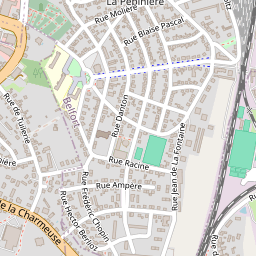 La Pépinière
Rue Molière
Rue Blaise Pascal
Rue de Tullerie
Belfort
Rue Danton
Rue Jean de La Fontaine
Rue Racine
Rue Ampère
Rue Frédéric Chopin
Rue Hector Berlioz
de la Charmeuse